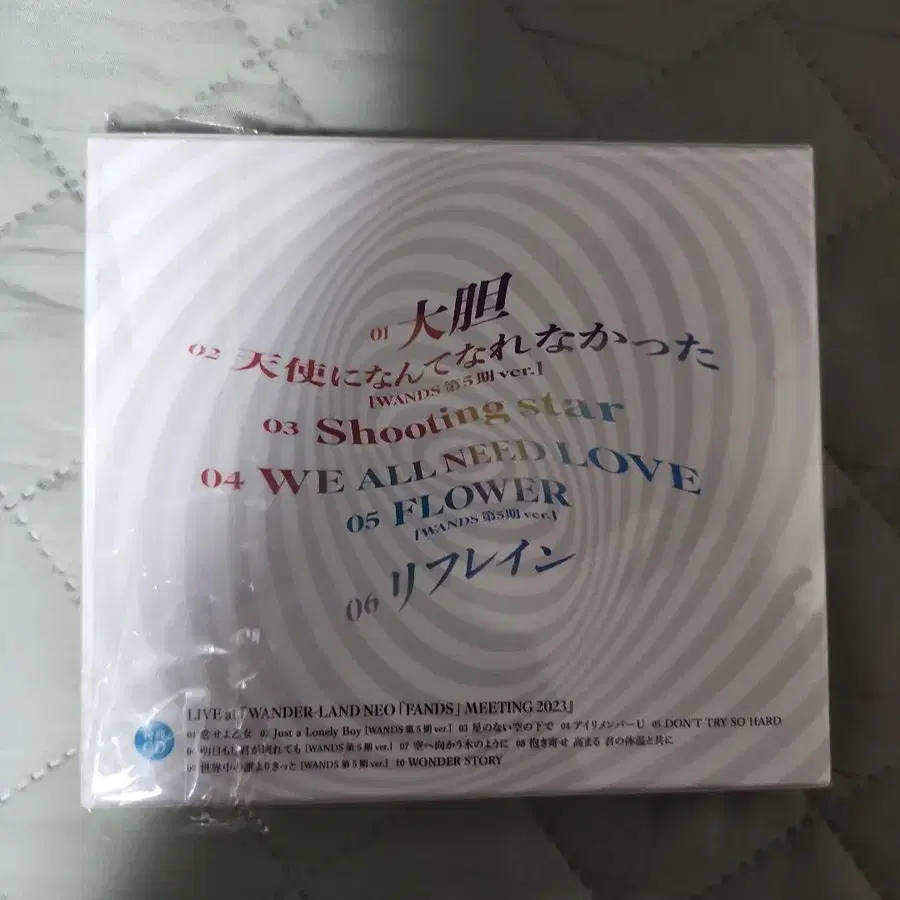 01 大胆
02 天使になんてなれなかった
[WANDS 第5期 ver.]
03 Shooting star
04 WE ALL NEED LOVE
05 FLOWER
[WANDS 第5期 ver.]
06 リフレイン
LIVE at 「WANDER-LAND NEO「FANDS」MEETING 2023」
01 恋せよ乙女 02 Just a Lonely Boy [WANDS 第5期 ver.] 03 星のない空の下で 04 アイリメンバーU 05 DON'T TRY SO HARD
06 明日もし君が壊れても [WANDS 第5期 ver.] 07 空へ向かう木のように 08 抱き寄せ 高まる 君の体温と共に
09 世界中の誰よりきっと [WANDS 第5期 ver.] 10 WONDER STORY
CD